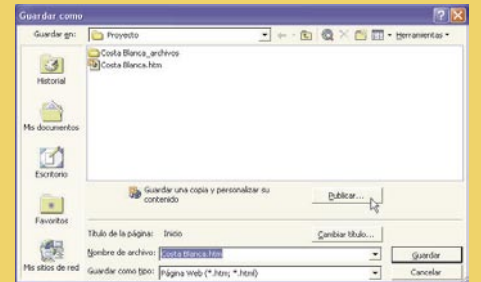 Guardar como
Guardar en: Proyecto Herramientas
Costa Blanca_archivos
Costa Blanca.htm
Historial
Mis documentos
Escritorio
Favoritos
Mis sitios de red
Guardar una copia y personalizar su
contenido
Publicar...
Título de la página: Inicio Cambiar título...
Nombre de archivo: Costa Blanca.htm Guardar
Guardar como tipo: Página Web (*.htm; *.html) Cancelar